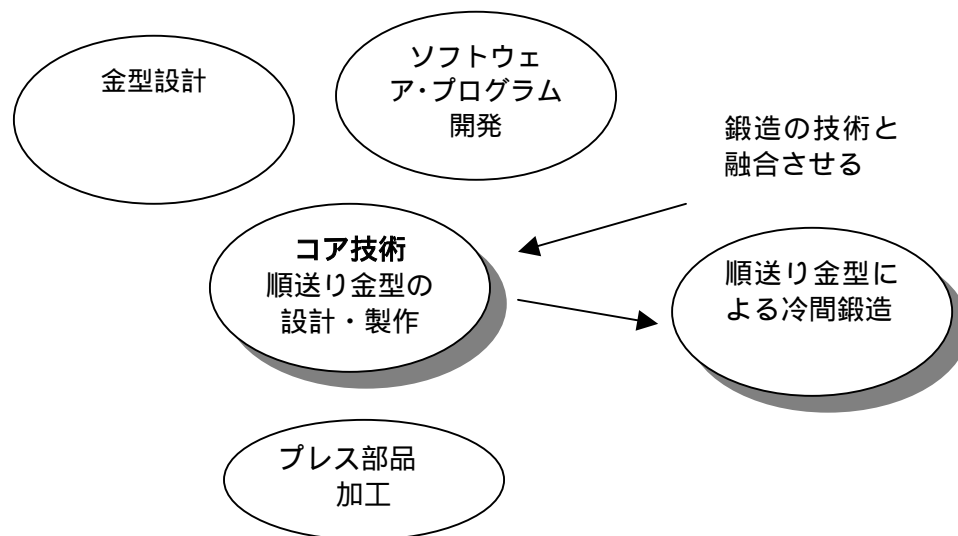 金型設計
ソフトウェ
ア・プログラム
開発
鍛造の技術と
融合させる
コア技術
順送り金型の
設計・製作
順送り金型に
よる冷間鍛造
プレス部品
加工